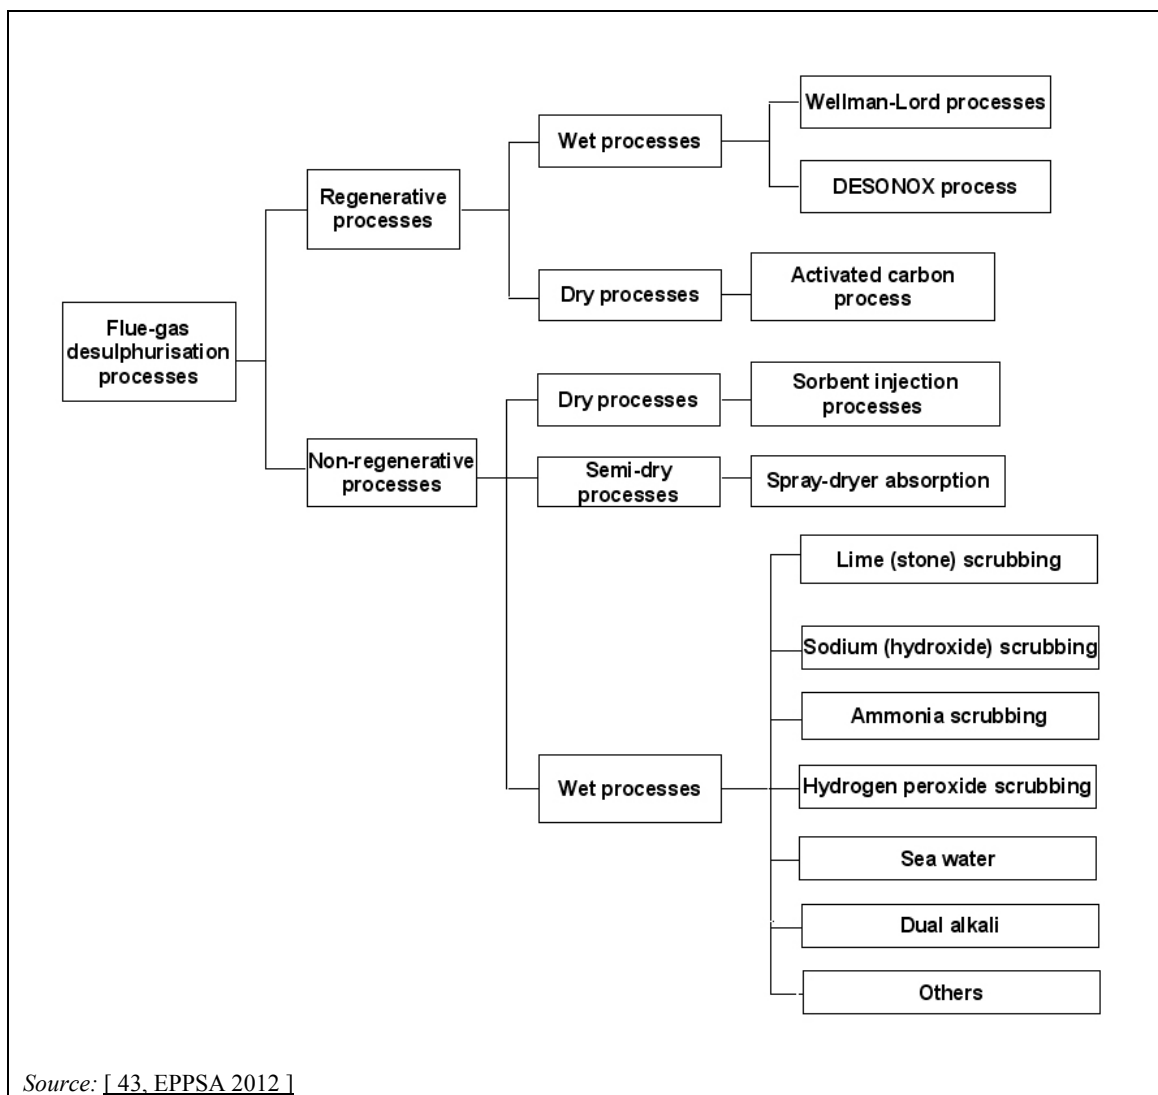 Wellman-Lord processes
Wet processes
DESONOX process
Regenerative
processes
Dry processes
Activated carbon
process
Flue-gas
desulphurisation
processes
Dry processes
Sorbent injection
processes
Non-regenerative
processes
Semi-dry
processes
Spray-dryer absorption
Lime (stone) scrubbing
Sodium (hydroxide) scrubbing
Ammonia scrubbing
Wet processes
Hydrogen peroxide scrubbing
Sea water
Dual alkali
Others
Source: [ 43, EPPSA 2012 ]